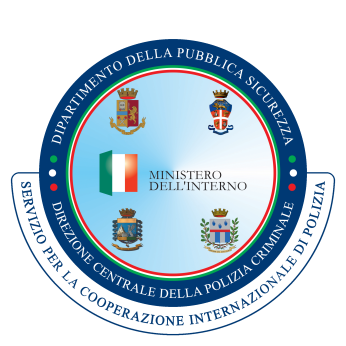 DIPARTIMENTO DELLA PUBBLICA SICUREZZA
MINISTERO
DELL'INTERNO
DIREZIONE CENTRALE DELLA POLIZIA CRIMINALE
SERVIZIO PER LA COOPERAZIONE INTERNAZIONALE DI POLIZIA